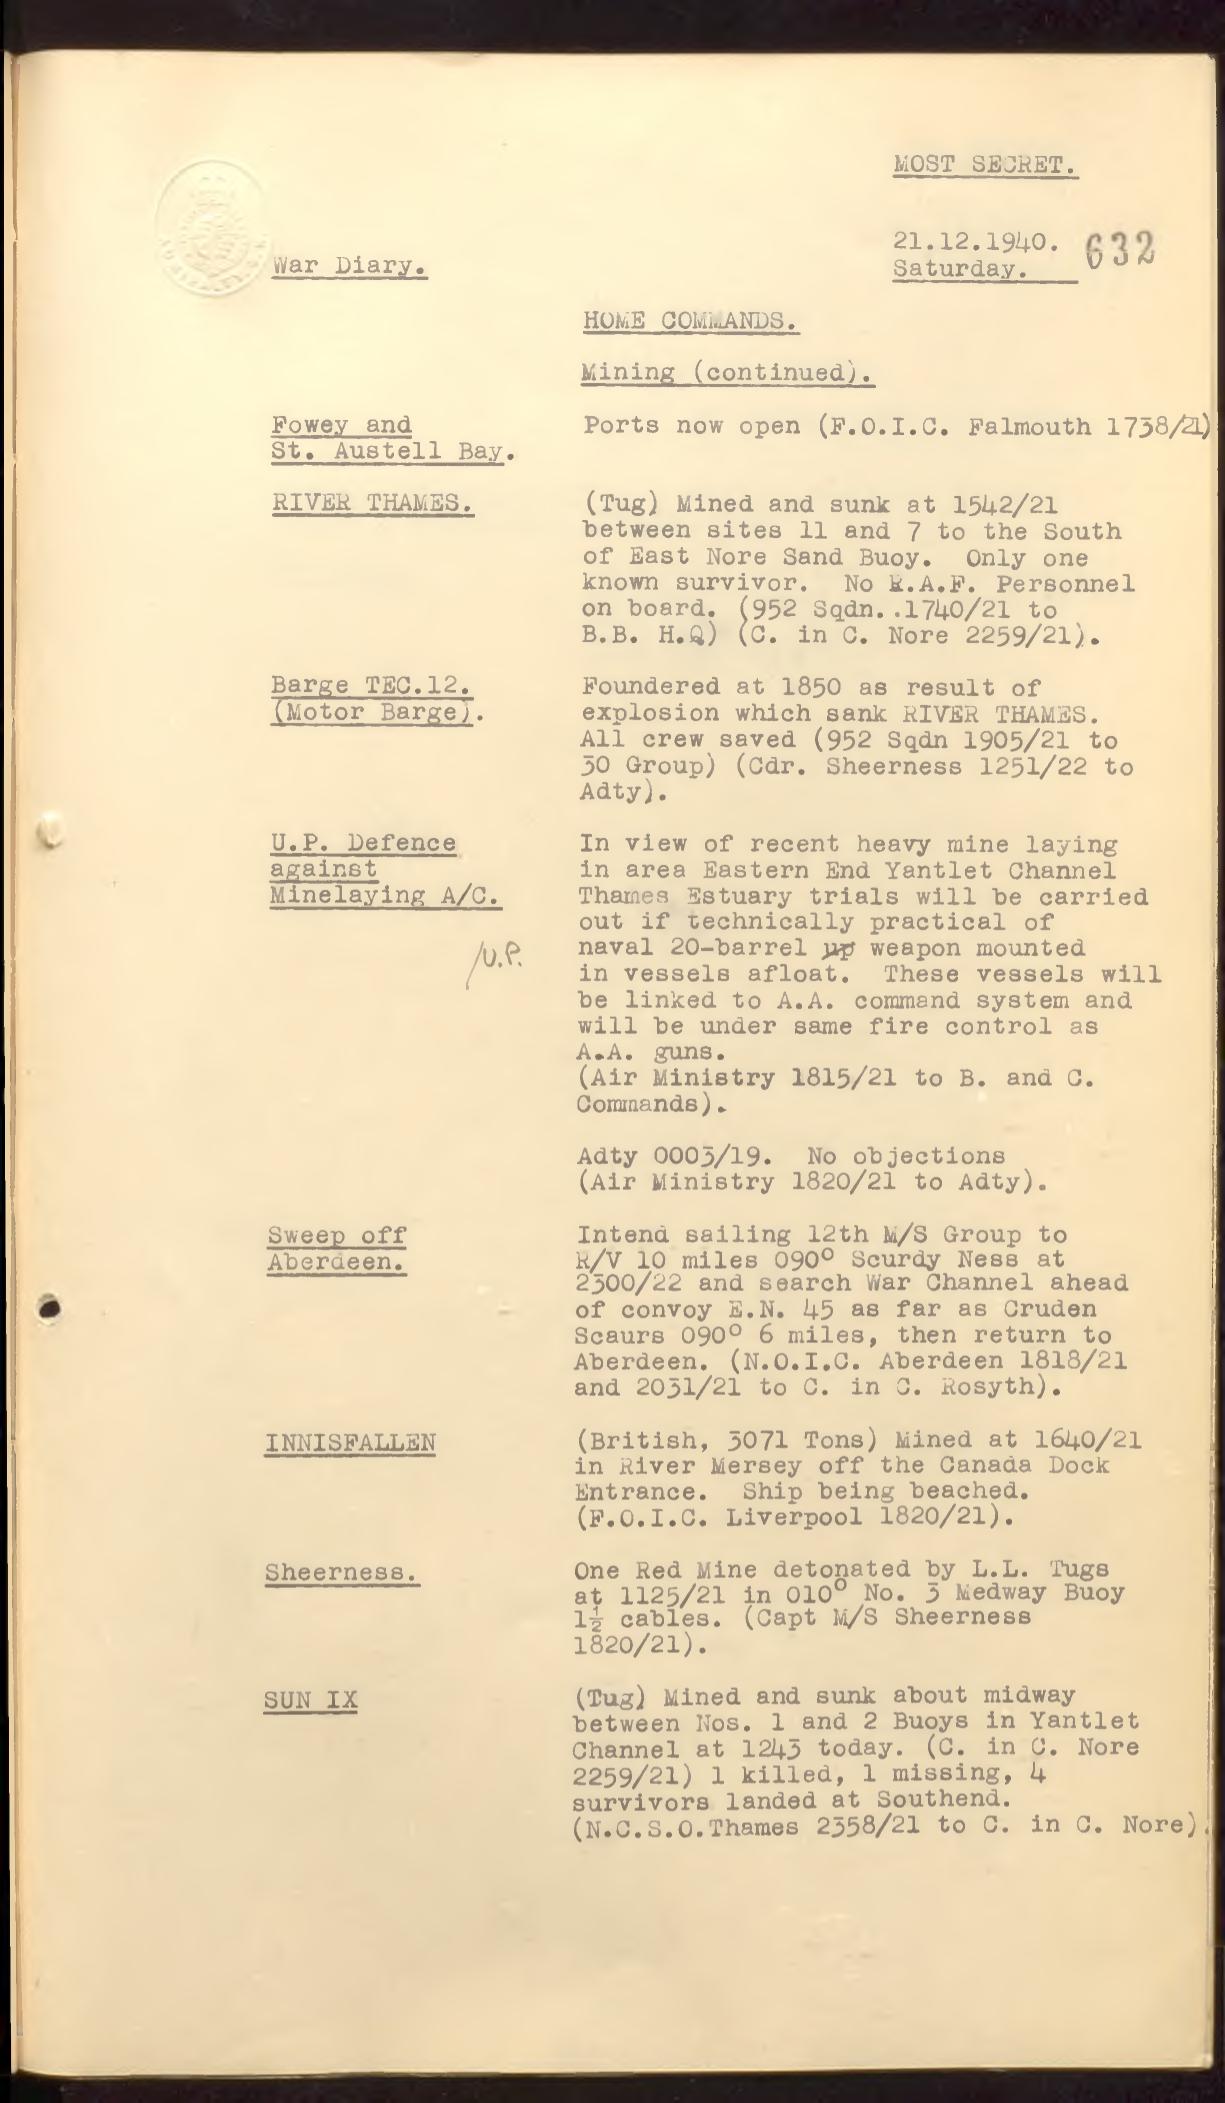 MOST SECRET.
21.12.1940. 632
War Diary.
Saturday.
HOME COMMANDS.
Mining (continued).
Fowey and
St. Austell Bay.
Ports now open (F.O.I.C. Falmouth 1738/21)
RIVER THAMES.
(Tug) Mined and sunk at 1542/21
between sites 11 and 7 to the South
of East Nore Sand Buoy. Only one
known survivor. No R.A.F. Personnel
on board. (952 Sqdn. .1740/21 to
B.B. H.Q) (C. in C. Nore 2259/21).
Barge TEC.12.
(Motor Barge).
Foundered at 1850 as result of
explosion which sank RIVER THAMES.
All crew saved (952 Sqdn 1905/21 to
30 Group) (Cdr. Sheerness 1251/22 to
Adty).
U.P. Defence
against
Minelaying A/C.
/U.P.
In view of recent heavy mine laying
in area Eastern End Yantlet Channel
Thames Estuary trials will be carried
out if technically practical of
naval 20-barrel up weapon mounted
in vessels afloat. These vessels will
be linked to A.A. command system and
will be under same fire control as
A.A. guns.
(Air Ministry 1815/21 to B. and C.
Commands).
Adty 0003/19. No objections
(Air Ministry 1820/21 to Adty).
Sweep off
Aberdeen.
Intend sailing 12th M/S Group to
R/V 10 miles 090° Scurdy Ness at
2300/22 and search War Channel ahead
of convoy E.N. 45 as far as Cruden
Scaurs 090° 6 miles, then return to
Aberdeen. (N.O.I.C. Aberdeen 1818/21
and 2031/21 to C. in C. Rosyth).
INNISFALLEN
(British, 3071 Tons) Mined at 1640/21
in River Mersey off the Canada Dock
Entrance. Ship being beached.
(F.O.I.C. Liverpool 1820/21).
Sheerness.
One Red Mine detonated by L.L. Tugs
at 1125/21 in 010° No. 3 Medway Buoy
1½ cables. (Capt M/S Sheerness
1820/21).
SUN IX
(Tug) Mined and sunk about midway
between Nos. 1 and 2 Buoys in Yantlet
Channel at 1243 today. (C. in C. Nore
2259/21) 1 killed, 1 missing, 4
survivors landed at Southend.
(N.C.S.O.Thames 2358/21 to C. in C. Nore).